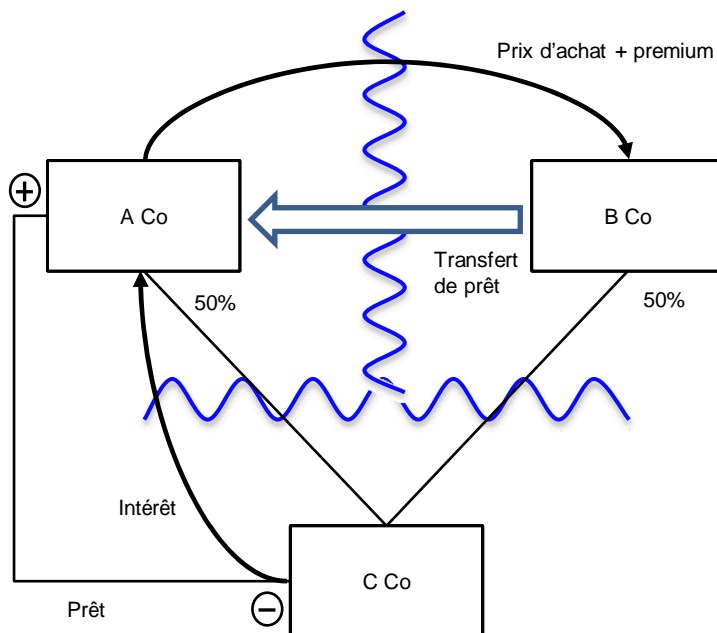 Prix d'achat + premium
+
A Co
B Co
Transfert
de prêt
50%
50%
Intérêt
C Co
Prêt
−